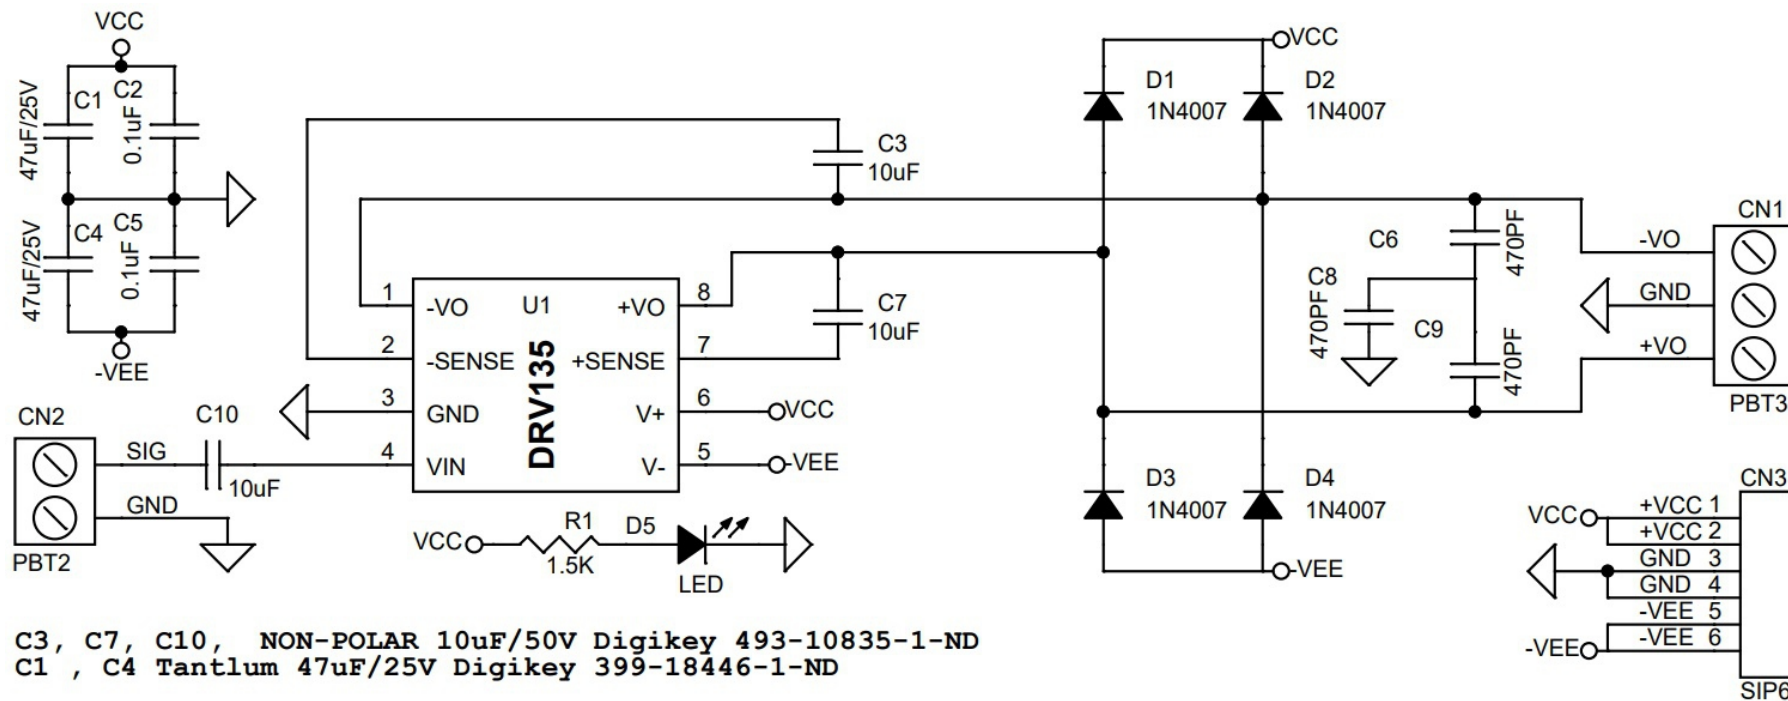 VCC
C1
C2
47uF/25V
0.1uF
C4
C5
47uF/25V
0.1uF
-VEE
C3
10uF
C7
10uF
1
-VO
U1
+VO
8
2
-SENSE
+SENSE
7
3
GND
V+
6
VCC
4
VIN
V-
5
-VEE
DRV135
CN2
SIG
C10
10uF
GND
PBT2
VCC
R1
1.5K
D5
LED
VCC
D1
1N4007
D2
1N4007
D3
1N4007
D4
1N4007
-VEE
C6
470PF
C8
470PF
C9
470PF
CN1
-VO
GND
+VO
PBT3
CN3
VCC
+VCC 1
+VCC 2
GND 3
GND 4
-VEE 5
-VEE
-VEE 6
SIP6
C3, C7, C10, NON-POLAR 10uF/50V Digikey 493-10835-1-ND
C1 , C4 Tantlum 47uF/25V Digikey 399-18446-1-ND